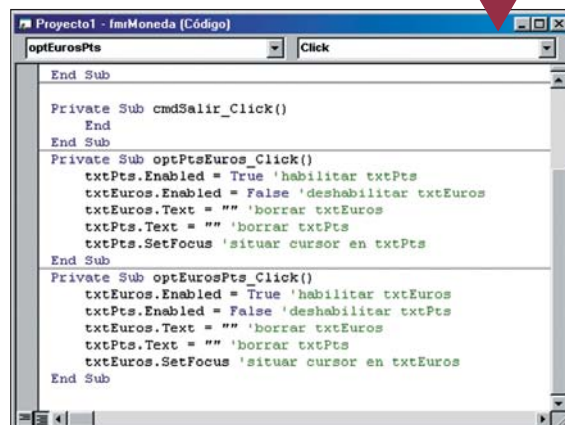 Proyecto1 - fmrMoneda (Código)
optEurosPts Click
End Sub
Private Sub cmdSalir_Click()
End
End Sub
Private Sub optPtsEuros_Click()
txtPts.Enabled = True 'habilitar txtPts
txtEuros.Enabled = False 'deshabilitar txtEuros
txtEuros.Text = "" 'borrar txtEuros
txtPts.Text = "" 'borrar txtPts
txtPts.SetFocus 'situar cursor en txtPts
End Sub
Private Sub optEurosPts_Click()
txtEuros.Enabled = True 'habilitar txtEuros
txtPts.Enabled = False 'deshabilitar txtPts
txtEuros.Text = "" 'borrar txtEuros
txtPts.Text = "" 'borrar txtPts
txtEuros.SetFocus 'situar cursor en txtEuros
End Sub